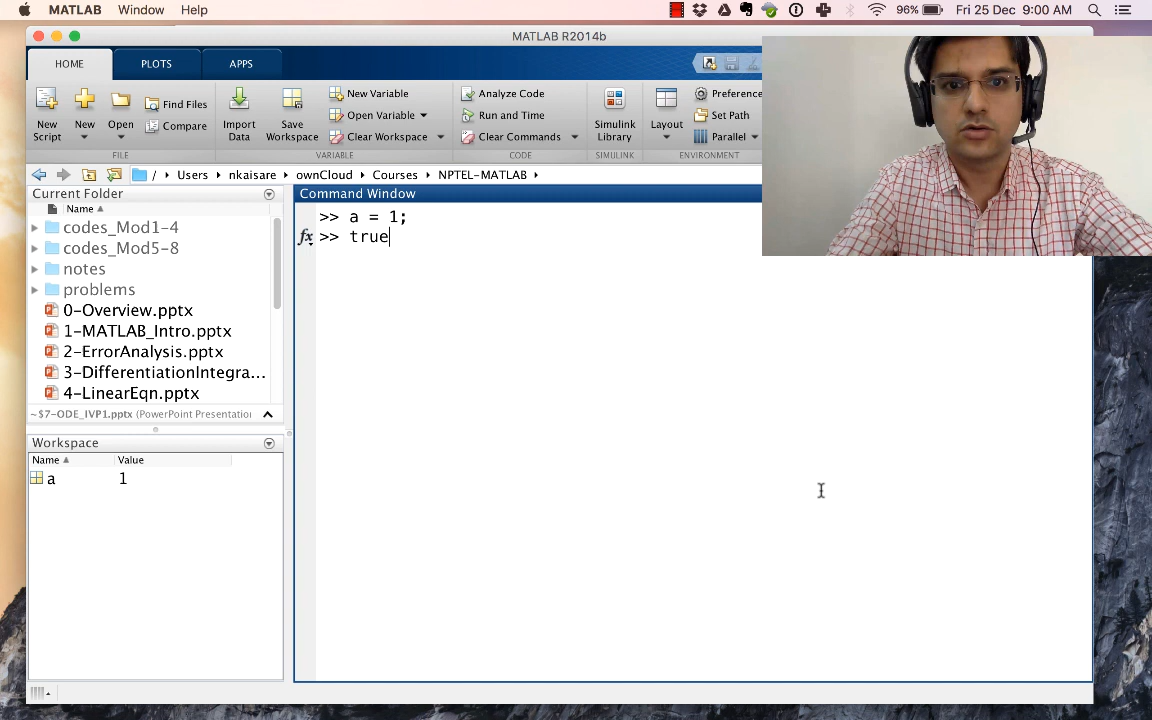 MATLAB Window Help 96% Fri 25 Dec 9:00 AM
MATLAB R2014b
HOME PLOTS APPS
New Script New Open Find Files Compare Import Data Save Workspace New Variable Open Variable Clear Workspace Analyze Code Run and Time Clear Commands Simulink Library Layout Preference Set Path Parallel
FILE VARIABLE CODE SIMULINK ENVIRONMENT
/ Users nkaisare ownCloud Courses NPTEL-MATLAB
Current Folder
Name
codes_Mod1-4
codes_Mod5-8
notes
problems
0-Overview.pptx
1-MATLAB_Intro.pptx
2-ErrorAnalysis.pptx
3-DifferentiationIntegra...
4-LinearEqn.pptx
~$7-ODE_IVP1.pptx (PowerPoint Presentatio
Workspace
Name Value
a 1
Command Window
>> a = 1;
fx >> true